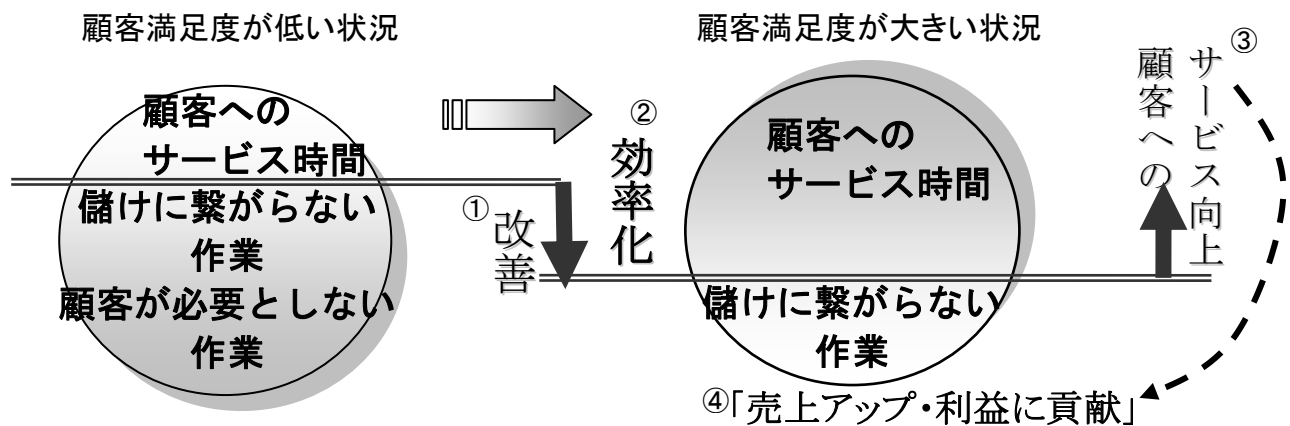 顧客満足度が低い状況
顧客への
サービス時間
儲けに繋がらない
作業
顧客が必要としない
作業
①
改善
②
効率化
顧客満足度が大きい状況
顧客への
サービス時間
儲けに繋がらない
作業
③
顧客への
サービス向上
④「売上アップ・利益に貢献」